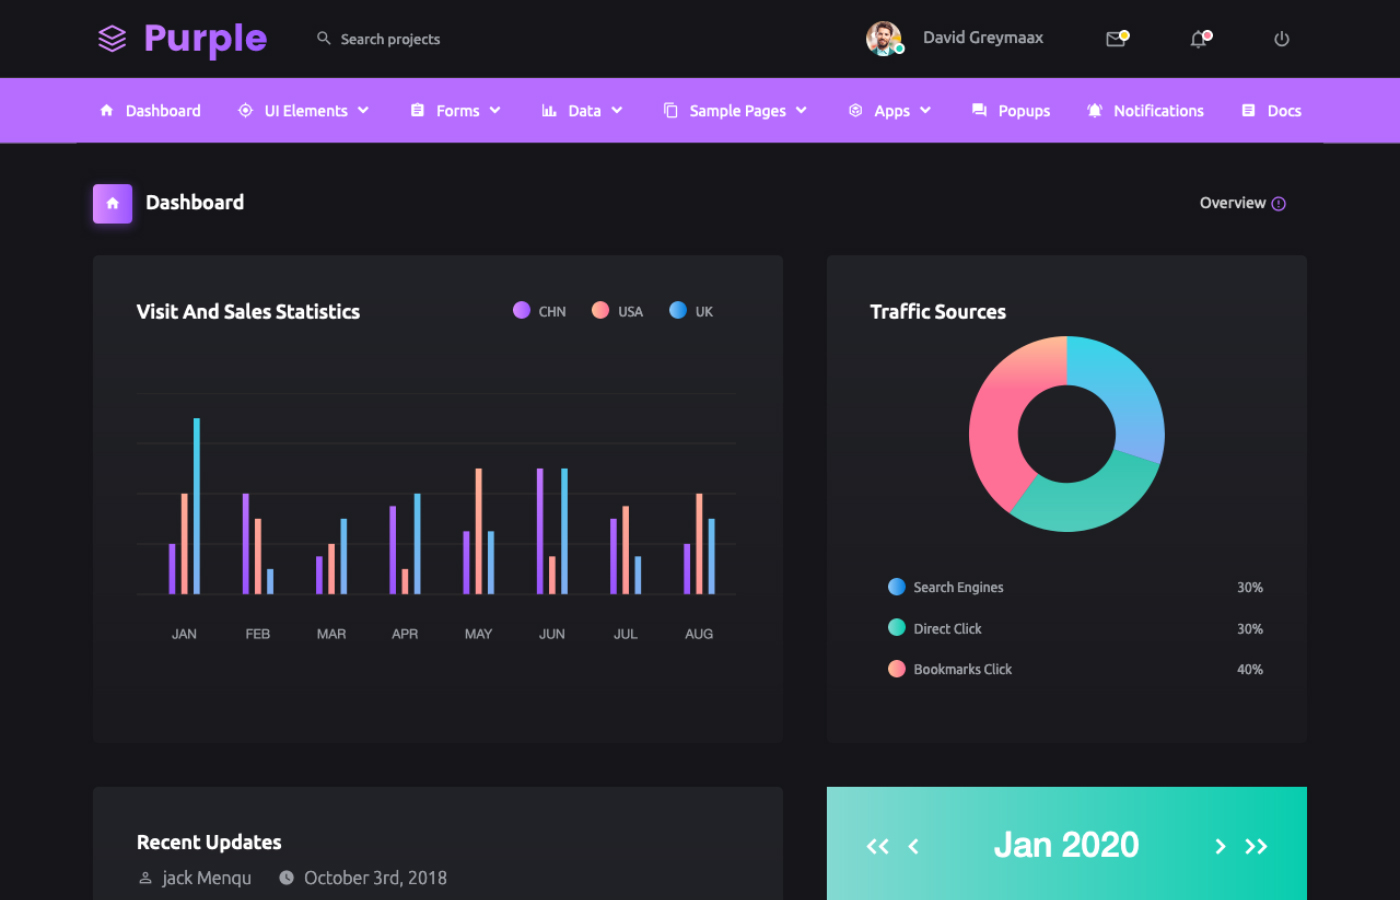 Purple
Search projects
David Greymaax
Dashboard UI Elements Forms Data Sample Pages Apps Popups Notifications Docs
Dashboard
Overview
Visit And Sales Statistics
CHN USA UK
JAN FEB MAR APR MAY JUN JUL AUG
Traffic Sources
Search Engines 30%
Direct Click 30%
Bookmarks Click 40%
Recent Updates
jack Menqu October 3rd, 2018
Jan 2020